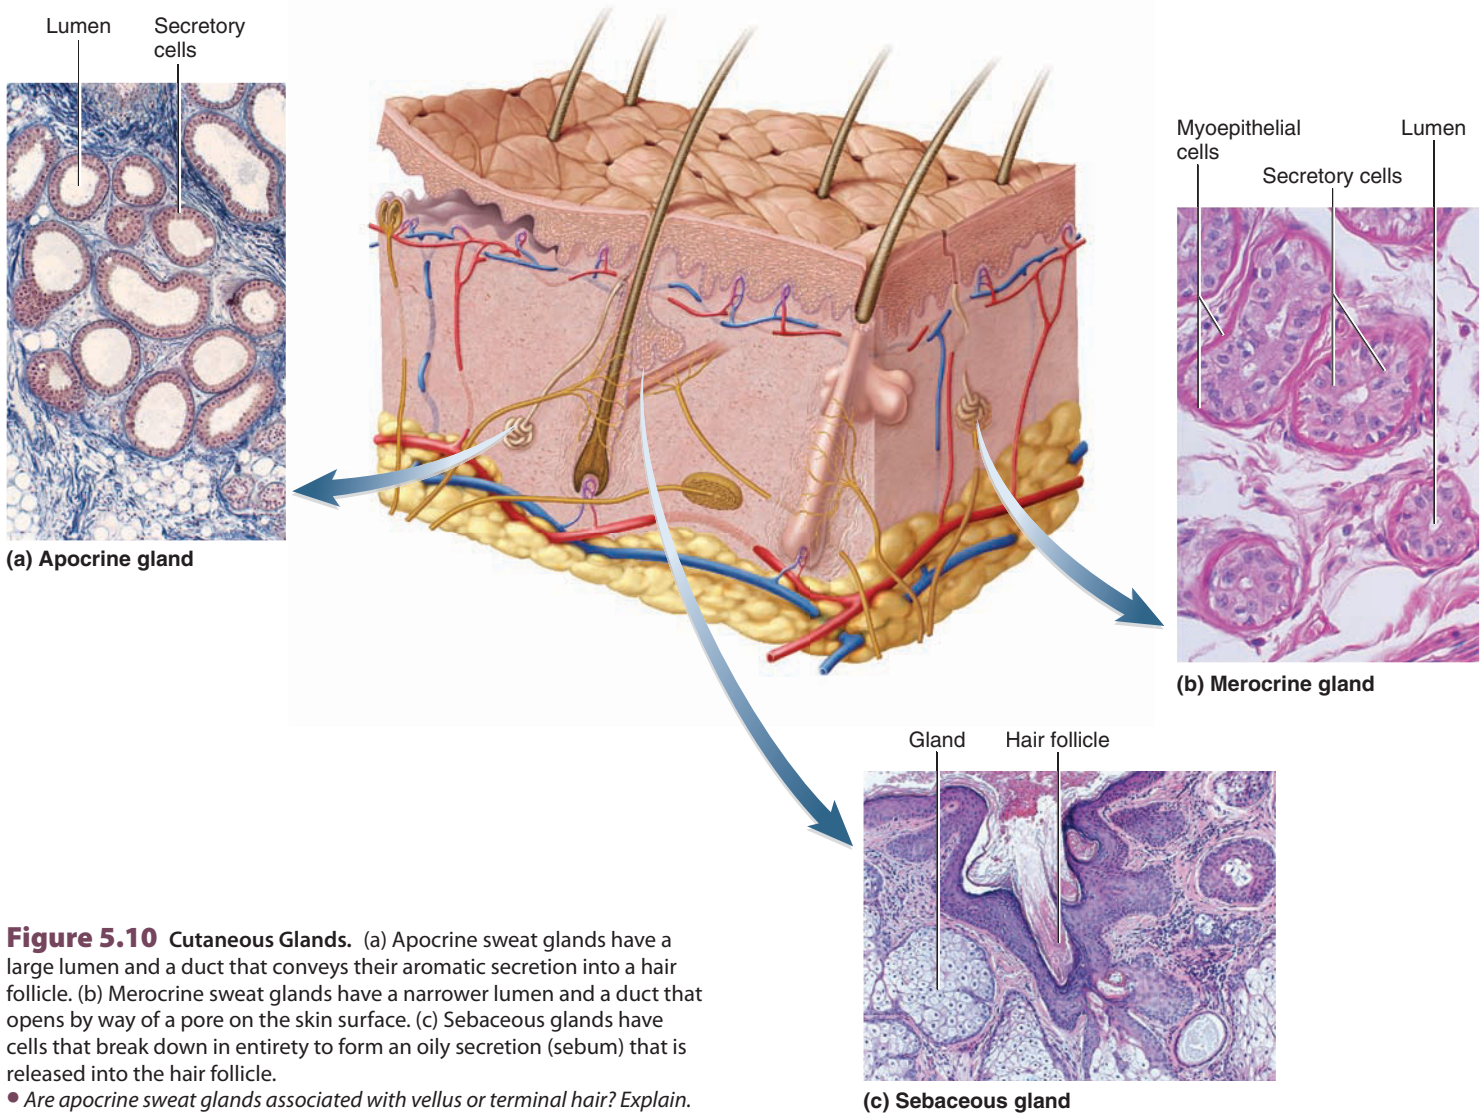 Lumen
Secretory
cells
(a) Apocrine gland
Myoepithelial
cells
Secretory cells
Lumen
(b) Merocrine gland
Gland
Hair follicle
(c) Sebaceous gland
Figure 5.10 Cutaneous Glands. (a) Apocrine sweat glands have a
large lumen and a duct that conveys their aromatic secretion into a hair
follicle. (b) Merocrine sweat glands have a narrower lumen and a duct that
opens by way of a pore on the skin surface. (c) Sebaceous glands have
cells that break down in entirety to form an oily secretion (sebum) that is
released into the hair follicle.
• Are apocrine sweat glands associated with vellus or terminal hair? Explain.